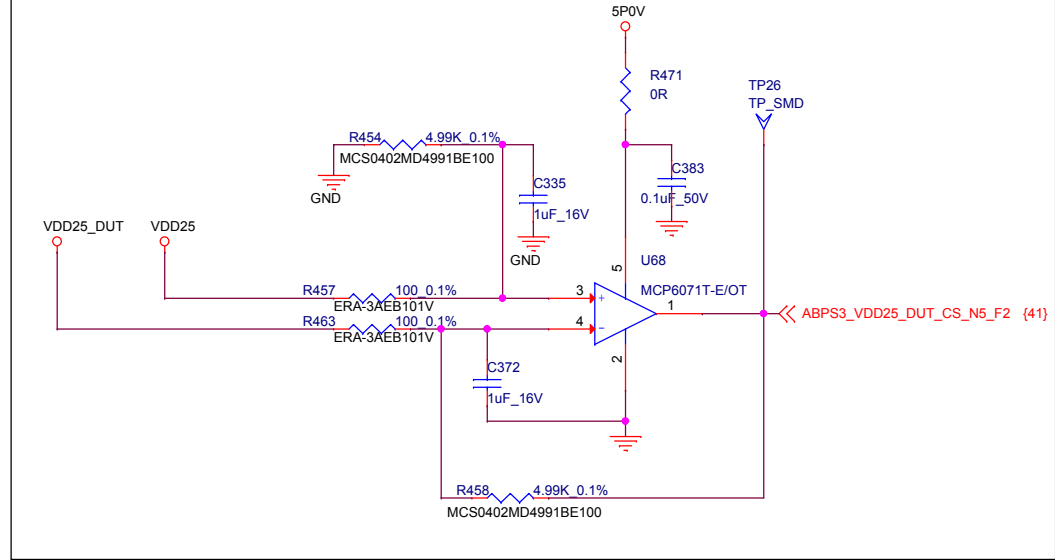 5P0V
R471
0R
TP26
TP_SMD
R454 4.99K_0.1%
MCS0402MD4991BE100
GND
C335
1uF_16V
GND
C383
0.1uF_50V
VDD25_DUT VDD25
U68
MCP6071T-E/OT
5
R457 100_0.1%
ERA-3AEB101V
3 +
1
ABPS3_VDD25_DUT_CS_N5_F2 {41}
R463 100_0.1%
ERA-3AEB101V
4 -
2
C372
1uF_16V
R458 4.99K_0.1%
MCS0402MD4991BE100